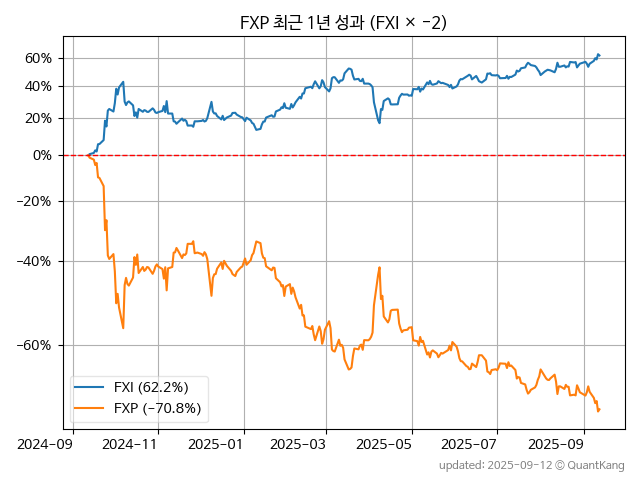 FXP 최근 1년 성과 (FXI × −2)
60%
40%
20%
0%
−20%
−40%
−60%
FXI (62.2%)
FXP (−70.8%)
2024-09 2024-11 2025-01 2025-03 2025-05 2025-07 2025-09
updated: 2025-09-12 © QuantKang